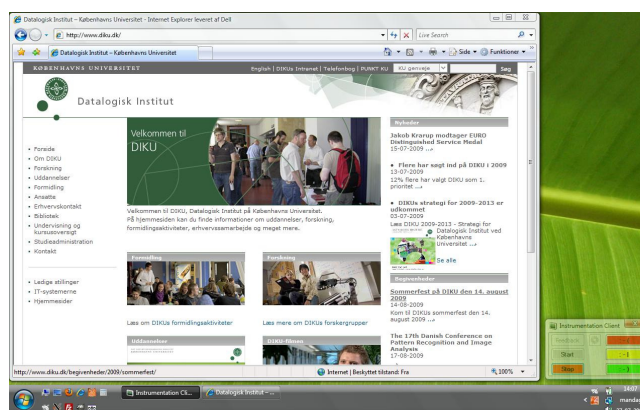 Datalogisk Institut – Københavns Universitet - Internet Explorer leveret af Dell
http://www.diku.dk/
Live Search
Datalogisk Institut – Københavns Universitet
Side
Funktioner
KØBENHAVNS UNIVERSITET
English | DIKUs Intranet | Telefonbog | PUNKT KU
KU genveje
Søg
Datalogisk Institut
Forside
Om DIKU
Forskning
Uddannelser
Formidling
Ansatte
Erhvervskontakt
Bibliotek
Undervisning og
kursusoversigt
Studieadministration
Kontakt
Ledige stillinger
IT-systemerne
Hjemmesider
Velkommen til
DIKU
Velkommen til DIKU, Datalogisk Institut på Københavns Universitet.
På hjemmesiden kan du finde informationen om uddannelser, forskning,
formidlingsaktiviteter, erhvervssamarbejde og meget mere.
Formidling
Læs om DIKUs formidlingsaktiviteter
Forskning
Læs mere om DIKUs forskergrupper
Uddannelser
DIKU-filmen
Nyheder
Jakob Krarup modtager EURO
Distinguished Service Medal
15-07-2009
Flere har søgt ind på DIKU i 2009
13-07-2009
12% flere har valgt DIKU som 1.
prioritet
DIKUs strategi for 2009-2013 er
udkommet
03-07-2009
Læs DIKU 2009-2013 - Strategi for
Datalogisk Institut ved
Københavns
Universitet
Se alle
Begivenheder
Sommerfest på DIKU den 14. august
2009
14-08-2009
Kom til DIKUs sommerfest den 14.
august 2009
The 17th Danish Conference on
Pattern Recognition and Image
Analysis
17-08-2009
http://www.diku.dk/begivenheder/2009/sommerfest/
Internet | Beskyttet tilstand: Fra
100%
Instrumentation Client
Feedback
Start
Stop
Instrumentation Cli...
Datalogisk Institut – ...
14:07
mandag